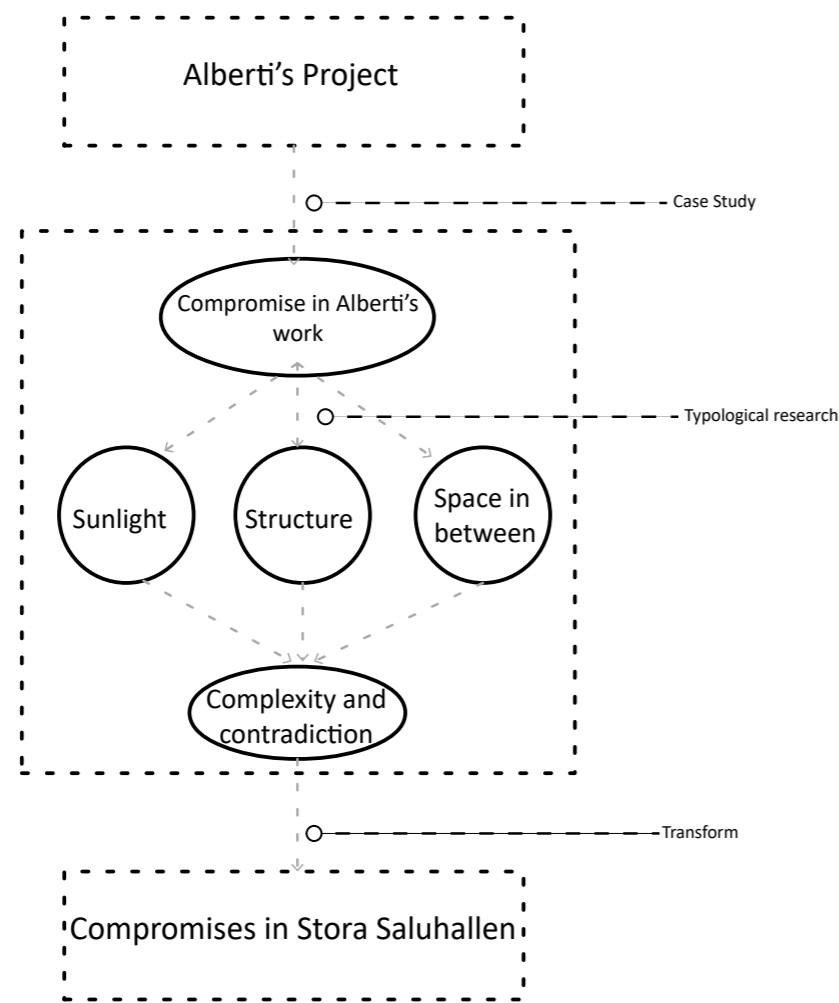 Alberti’s Project
Case Study
Compromise in Alberti’s
work
Typological research
Sunlight
Structure
Space in
between
Complexity and
contradiction
Transform
Compromises in Stora Saluhallen